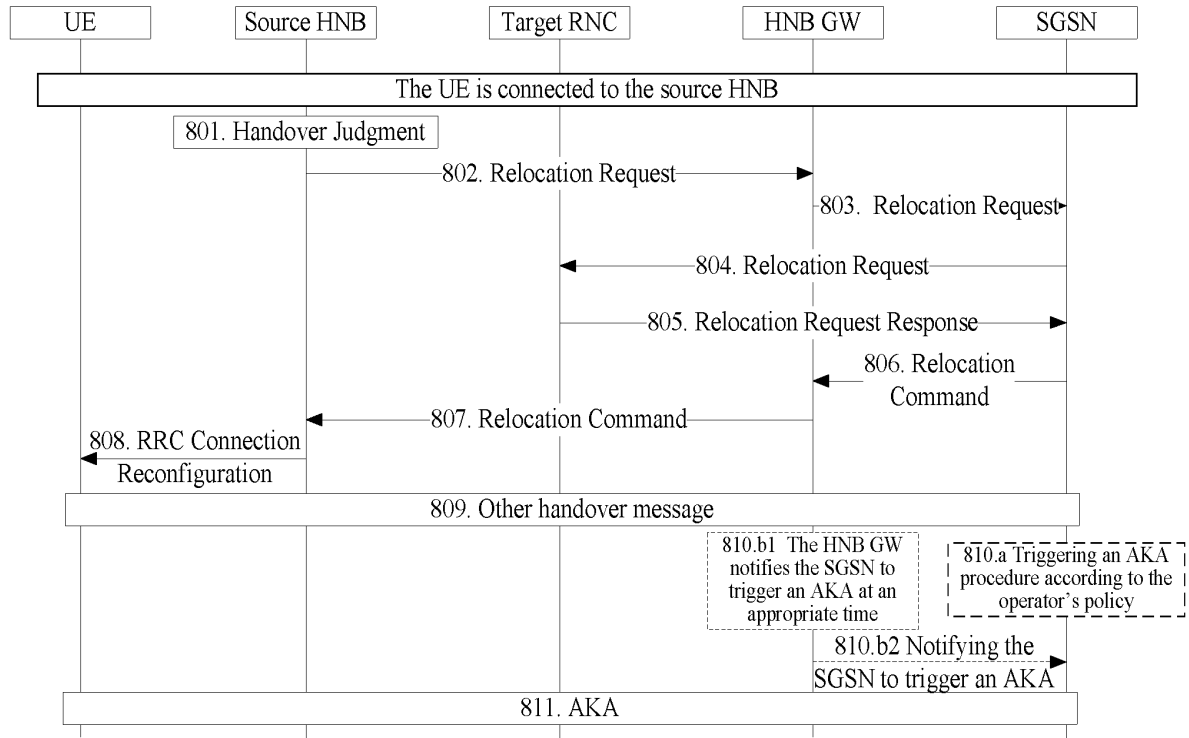 UE
Source HNB
Target RNC
HNB GW
SGSN
The UE is connected to the source HNB
801. Handover Judgment
802. Relocation Request
803. Relocation Request
804. Relocation Request
805. Relocation Request Response
806. Relocation
Command
807. Relocation Command
808. RRC Connection
Reconfiguration
809. Other handover message
810.b1 The HNB GW
notifies the SGSN to
trigger an AKA at an
appropriate time
810.a Triggering an AKA
procedure according to the
operator's policy
810.b2 Notifying the
SGSN to trigger an AKA
811. AKA